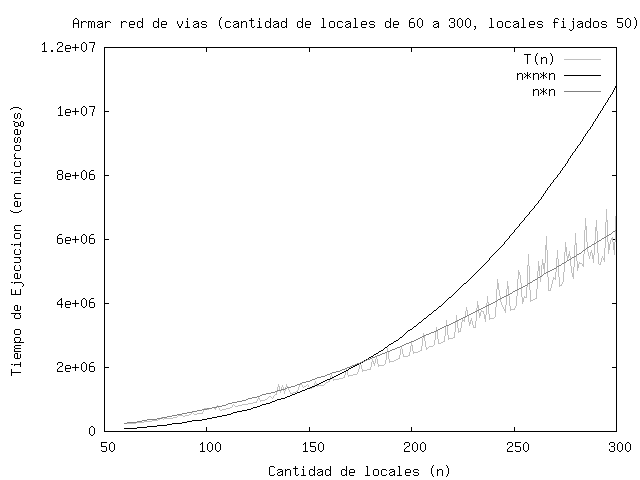 Armar red de vias (cantidad de locales de 60 a 300, locales fijados 50)
1.2e+07
1e+07
8e+06
6e+06
4e+06
2e+06
0
Tiempo de Ejecucion (en microsegs)
T(n)
n*n*n
n*n
50 100 150 200 250 300
Cantidad de locales (n)